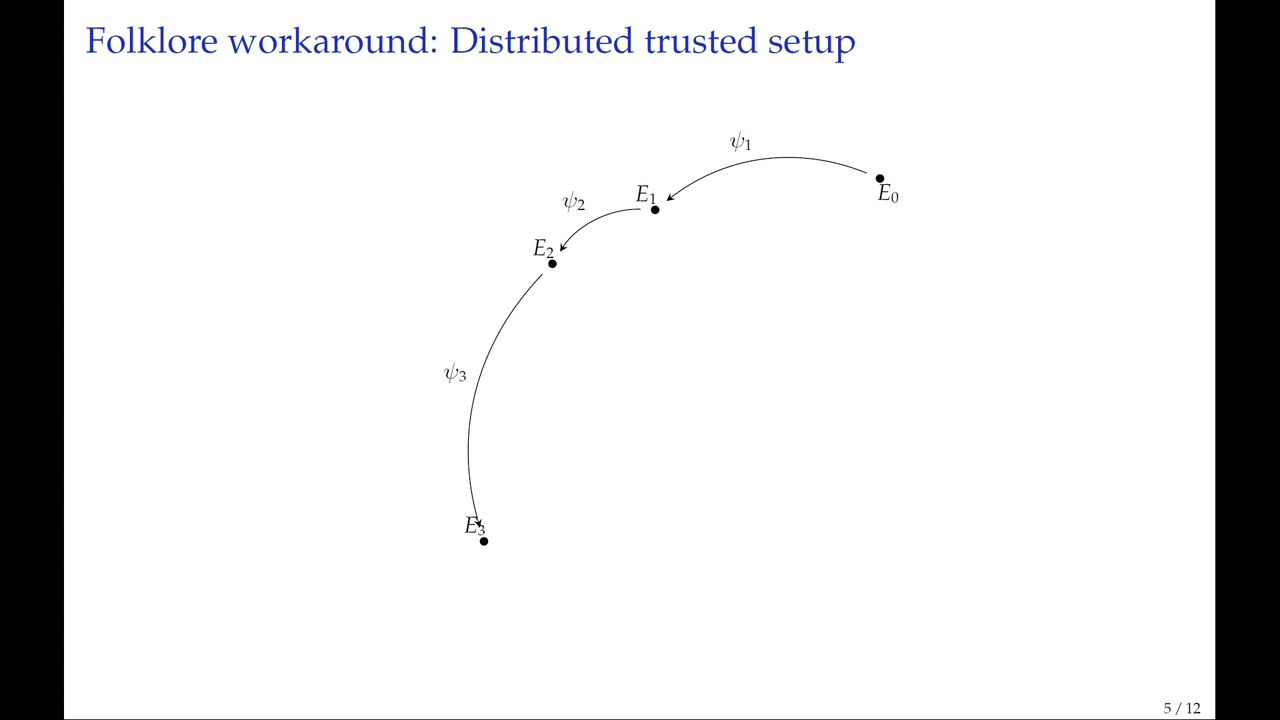 Folklore workaround: Distributed trusted setup
ψ₁
E₀
E₁
ψ₂
E₂
ψ₃
E₃
5 / 12